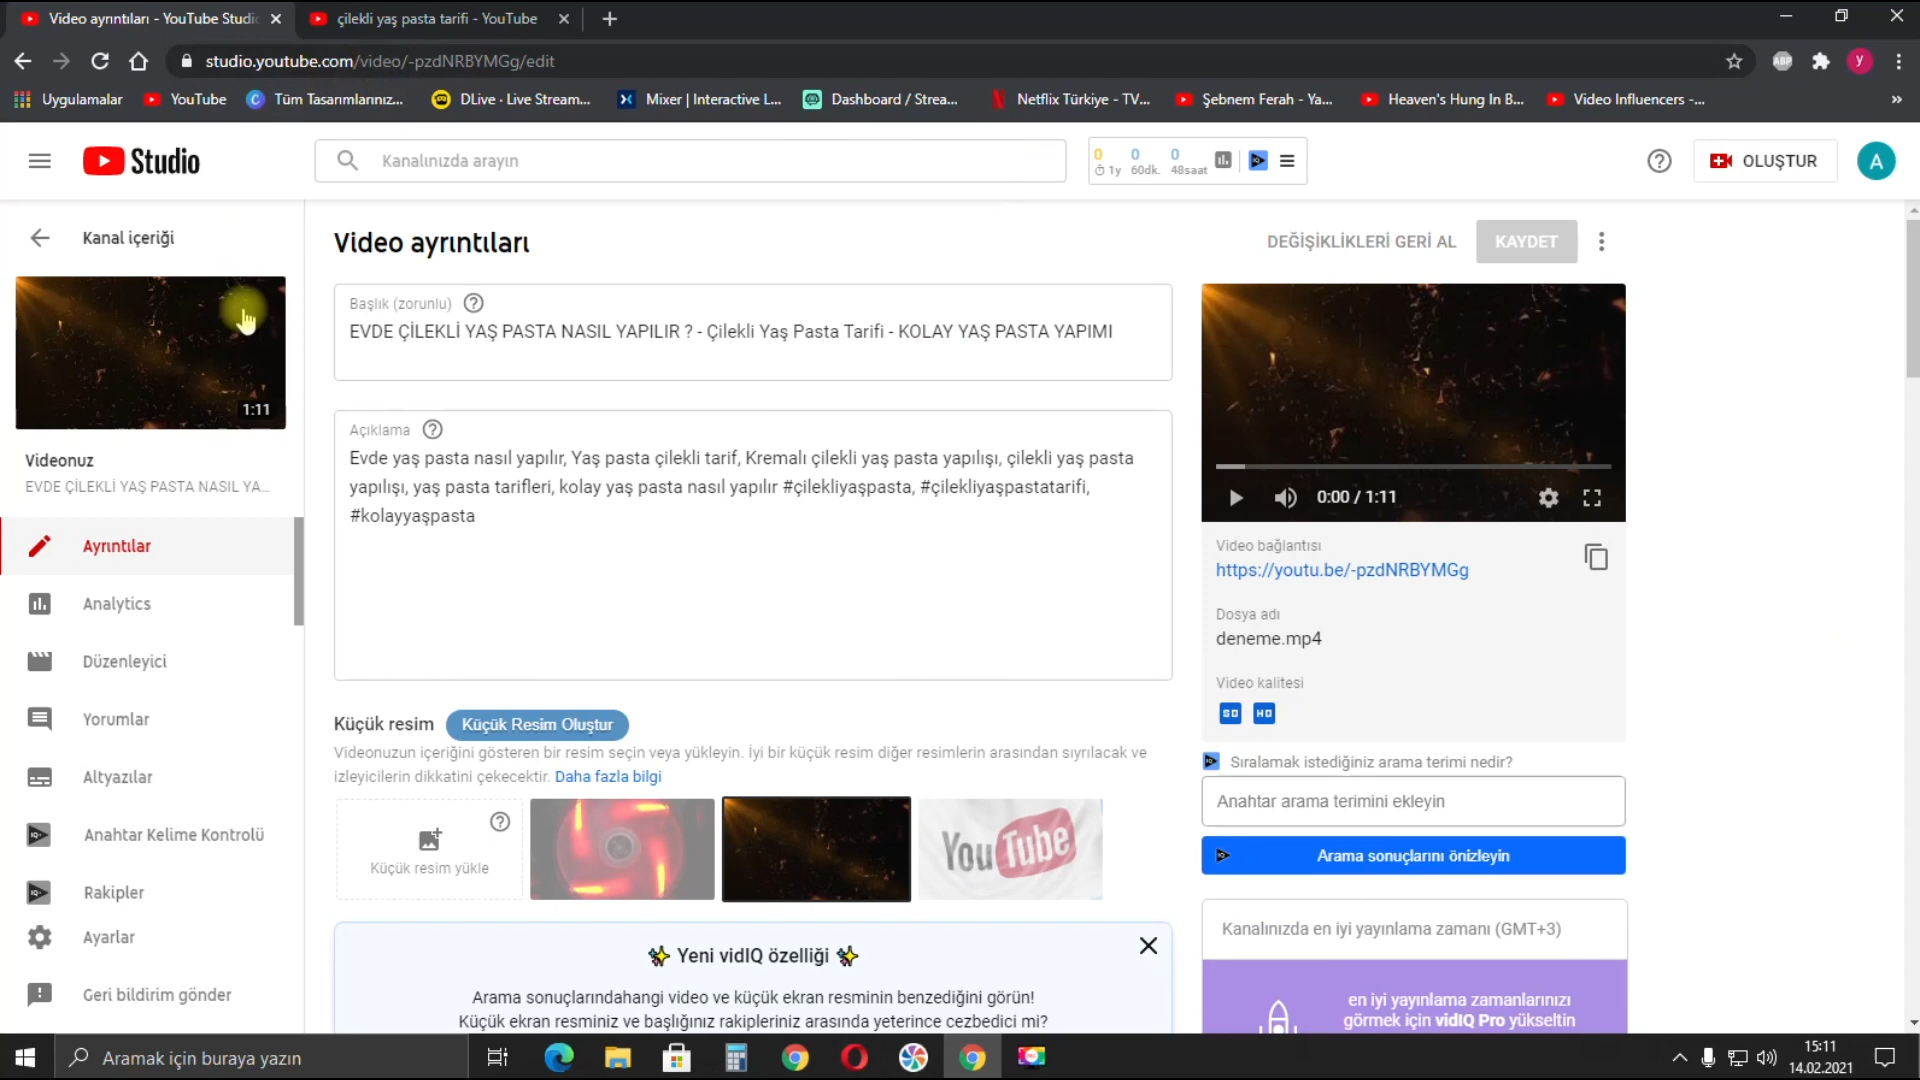 Video ayrıntıları - YouTube Studi
çilekli yaş pasta tarifi - YouTube
studio.youtube.com/video/-pzdNRBYMGg/edit
ABP
y
Uygulamalar
YouTube
Tüm Tasarımlarınız...
DLive · Live Stream...
Mixer | Interactive L...
Dashboard / Strea...
Netflix Türkiye - TV...
Şebnem Ferah - Ya...
Heaven's Hung In B...
Video Influencers -...
Studio
Kanalınızda arayın
0 0 0
1y 60dk. 48saat
OLUŞTUR
A
Kanal içeriği
1:11
Videonuz
EVDE ÇİLEKLİ YAŞ PASTA NASIL YA...
Ayrıntılar
Analytics
Düzenleyici
Yorumlar
Altyazılar
Anahtar Kelime Kontrolü
Rakipler
Ayarlar
Geri bildirim gönder
Video ayrıntıları
DEĞİŞİKLİKLERİ GERİ AL
KAYDET
Başlık (zorunlu)
EVDE ÇİLEKLİ YAŞ PASTA NASIL YAPILIR ? - Çilekli Yaş Pasta Tarifi - KOLAY YAŞ PASTA YAPIMI
Açıklama
Evde yaş pasta nasıl yapılır, Yaş pasta çilekli tarif, Kremalı çilekli yaş pasta yapılışı, çilekli yaş pasta
yapılışı, yaş pasta tarifleri, kolay yaş pasta nasıl yapılır #çilekliyaşpasta, #çilekliyaşpastatarifi,
#kolayyaşpasta
Küçük resim
Küçük Resim Oluştur
Videonuzun içeriğini gösteren bir resim seçin veya yükleyin. İyi bir küçük resim diğer resimlerin arasından sıyrılacak ve
izleyicilerin dikkatini çekecektir. Daha fazla bilgi
Küçük resim yükle
YouTube
Yeni vidIQ özelliği
Arama sonuçlarındahangi video ve küçük ekran resminin benzediğini görün!
Küçük ekran resminiz ve başlığınız rakipleriniz arasında yeterince cezbedici mi?
0:00 / 1:11
Video bağlantısı
https://youtu.be/-pzdNRBYMGg
Dosya adı
deneme.mp4
Video kalitesi
SD HD
Sıralamak istediğiniz arama terimi nedir?
Anahtar arama terimini ekleyin
Arama sonuçlarını önizleyin
Kanalınızda en iyi yayınlama zamanı (GMT+3)
en iyi yayınlama zamanlarınızı
görmek için vidIQ Pro yükseltin
Aramak için buraya yazın
15:11
14.02.2021